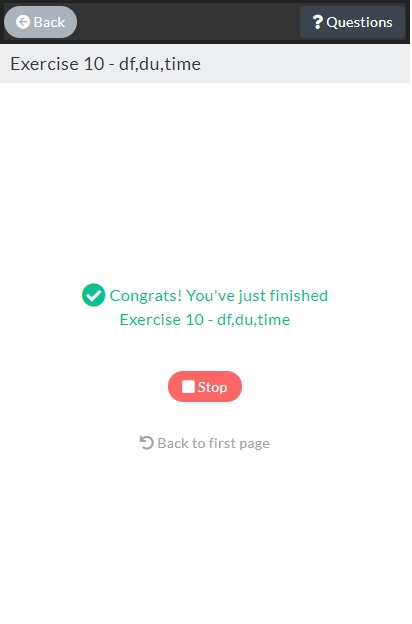 Back
Questions
Exercise 10 - df,du,time
Congrats! You've just finished
Exercise 10 - df,du,time
Stop
Back to first page